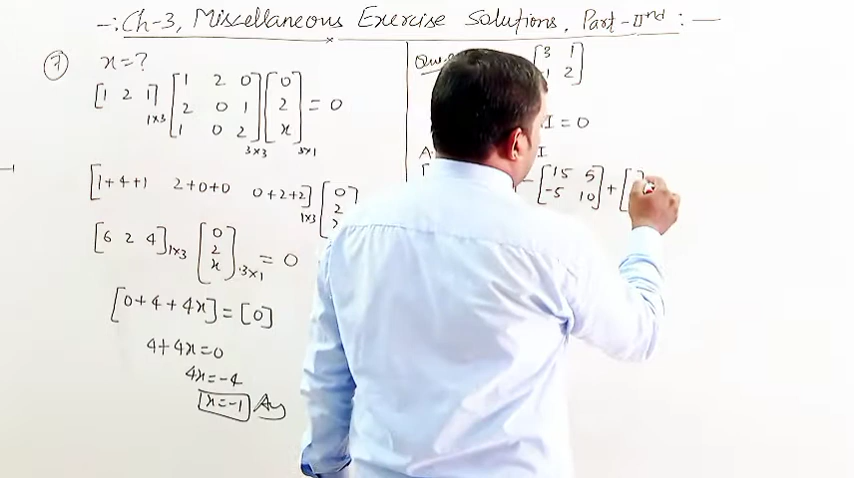 -: Ch-3, Miscellaneous Exercise Solutions, Part-IInd : —
7 x=?
[1 2 1]1×3 [1 2 0 2 0 1 1 0 2]3×3 [0 2 x]3×1 = 0
[1+4+1 2+0+0 0+2+2]1×3 [0 2
[6 2 4]1×3 [0 2 x]3×1 = 0
[0+4+4x]=[0]
4+4x=0
4x=-4
x=-1 Ans
[3 1
1 2]
I = 0
A
I
- [15 5 -5 10] + [